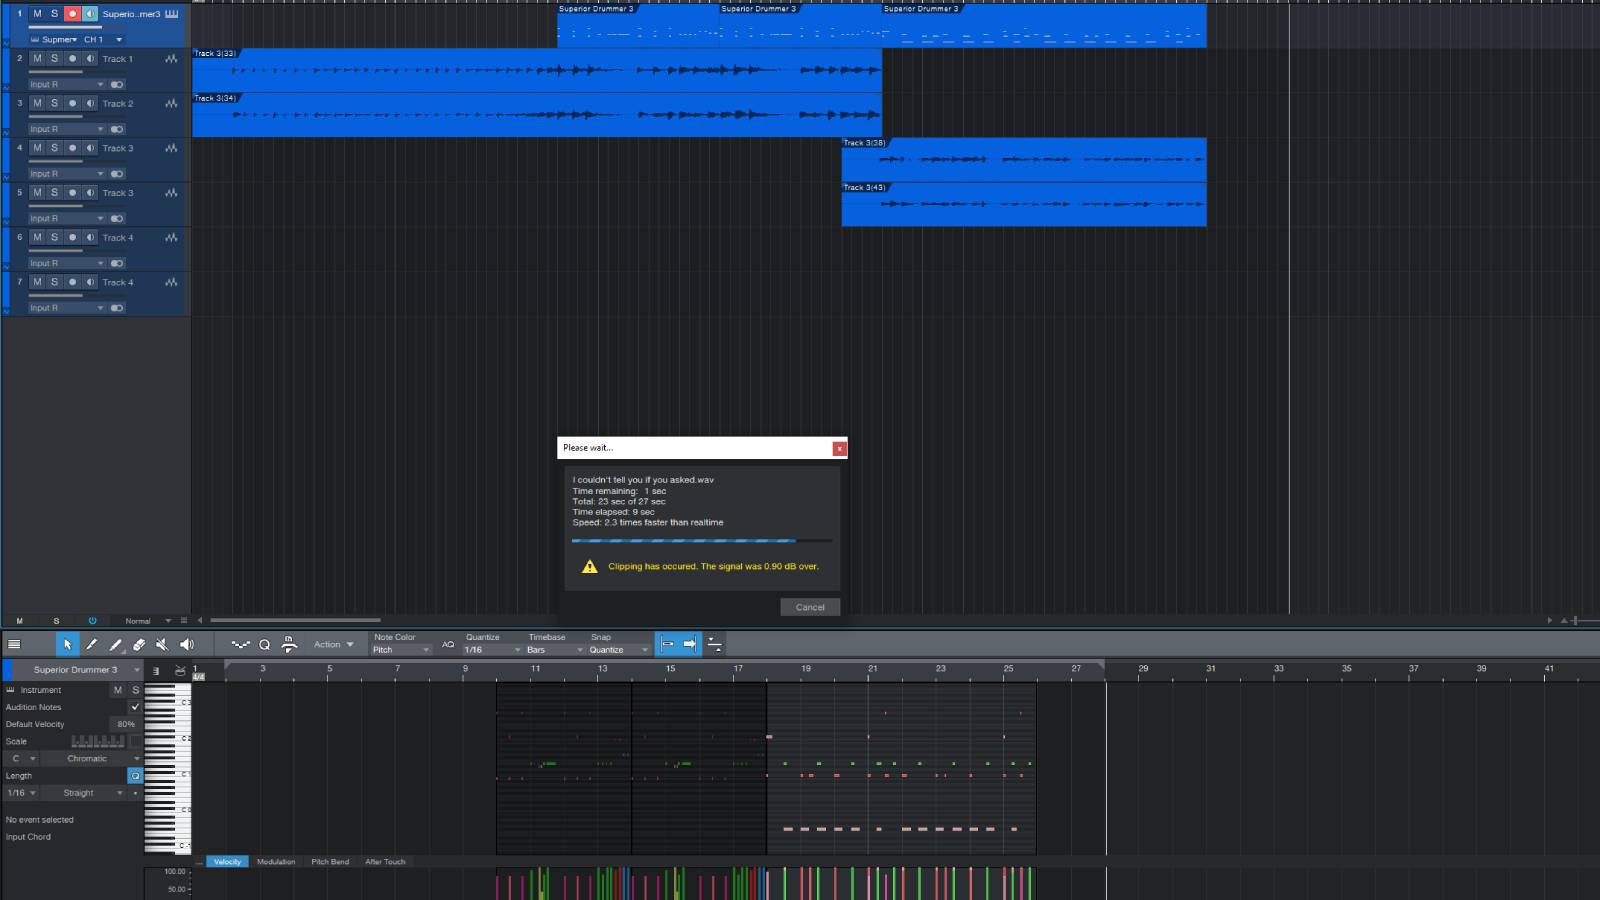 1 M S Superio..mer3
Supmer CH 1
2 M S Track 1
Input R
3 M S Track 2
Input R
4 M S Track 3
Input R
5 M S Track 3
Input R
6 M S Track 4
Input R
7 M S Track 4
Input R
Superior Drummer 3 Superior Drummer 3 Superior Drummer 3
Track 3(33)
Track 3(34)
Track 3(38)
Track 3(43)
Please wait...
I couldn't tell you if you asked.wav
Time remaining: 1 sec
Total: 23 sec of 27 sec
Time elapsed: 9 sec
Speed: 2.3 times faster than realtime
Clipping has occured. The signal was 0.90 dB over.
Cancel
M S Normal
Q Action Note Color AQ Quantize Timebase Snap
Pitch 1/16 Bars Quantize
Superior Drummer 3
1 3 5 7 9 11 13 15 17 19 21 23 25 27 29 31 33 35 37 39 41
4/4
Instrument M S
Audition Notes
Default Velocity 80%
Scale
C Chromatic
Length Q
1/16 Straight
No event selected
Input Chord
C 3
C 2
... Velocity Modulation Pitch Bend After Touch
100.00
50.00